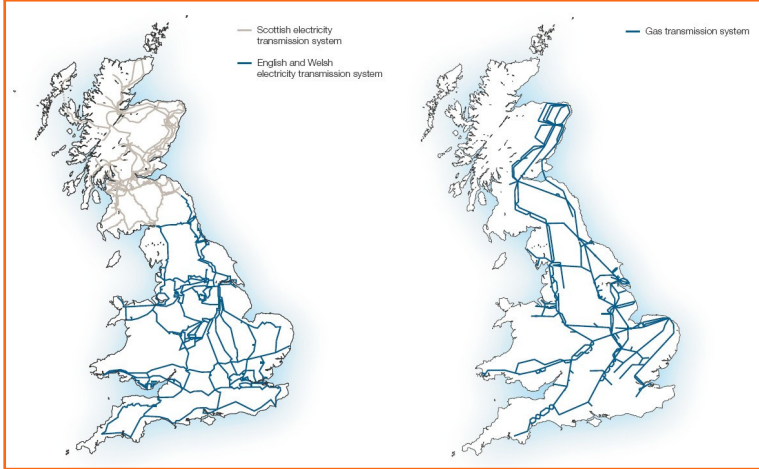 Scottish electricity
transmission system
English and Welsh
electricity transmission system
Gas transmission system